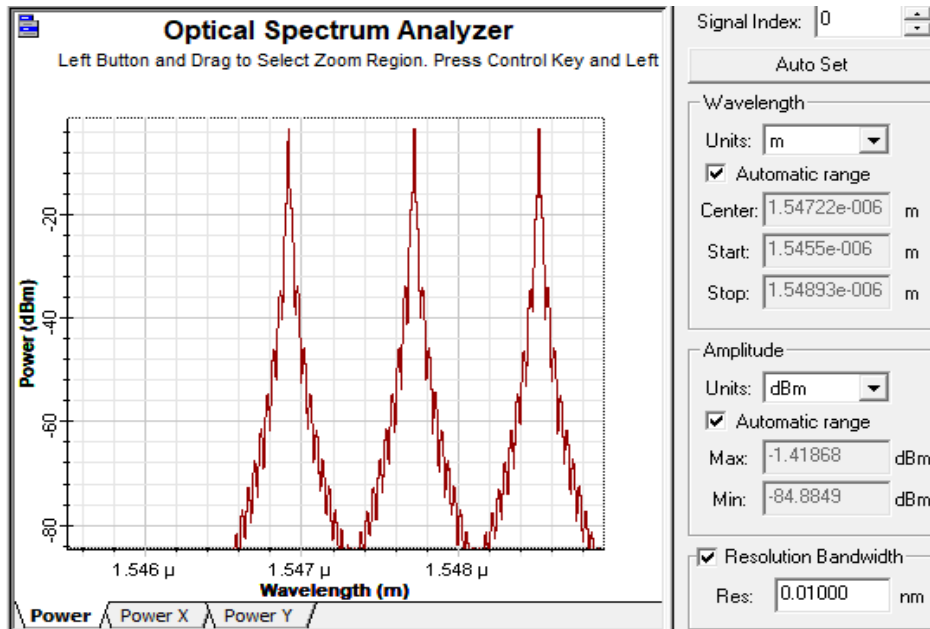 Optical Spectrum Analyzer
Left Button and Drag to Select Zoom Region. Press Control Key and Left
Power (dBm)
-20
-40
-60
-80
1.546 µ
1.547 µ
1.548 µ
Wavelength (m)
Power
Power X
Power Y
Signal Index: 0
Auto Set
Wavelength
Units: m
Automatic range
Center: 1.54722e-006 m
Start: 1.5455e-006 m
Stop: 1.54893e-006 m
Amplitude
Units: dBm
Automatic range
Max: -1.41868 dBm
Min: -84.8849 dBm
Resolution Bandwidth
Res: 0.01000 nm